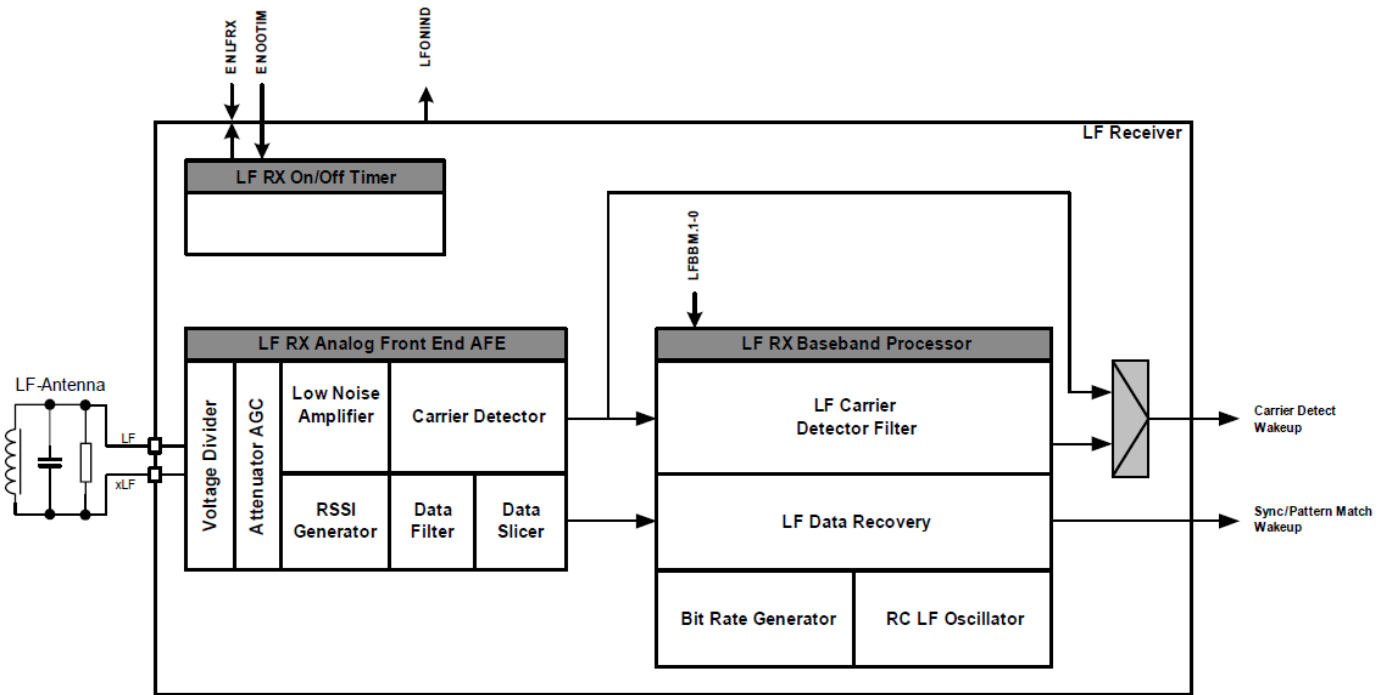 ENLFRX
ENOOTIM
LFONIND
LF Receiver
LF RX On/Off Timer
LFBBM.1-0
LF RX Analog Front End AFE
LF RX Baseband Processor
LF-Antenna
LF
xLF
Voltage Divider
Attenuator AGC
Low Noise
Amplifier
Carrier Detector
RSSI
Generator
Data
Filter
Data
Slicer
LF Carrier
Detector Filter
LF Data Recovery
Bit Rate Generator
RC LF Oscillator
Carrier Detect
Wakeup
Sync/Pattern Match
Wakeup